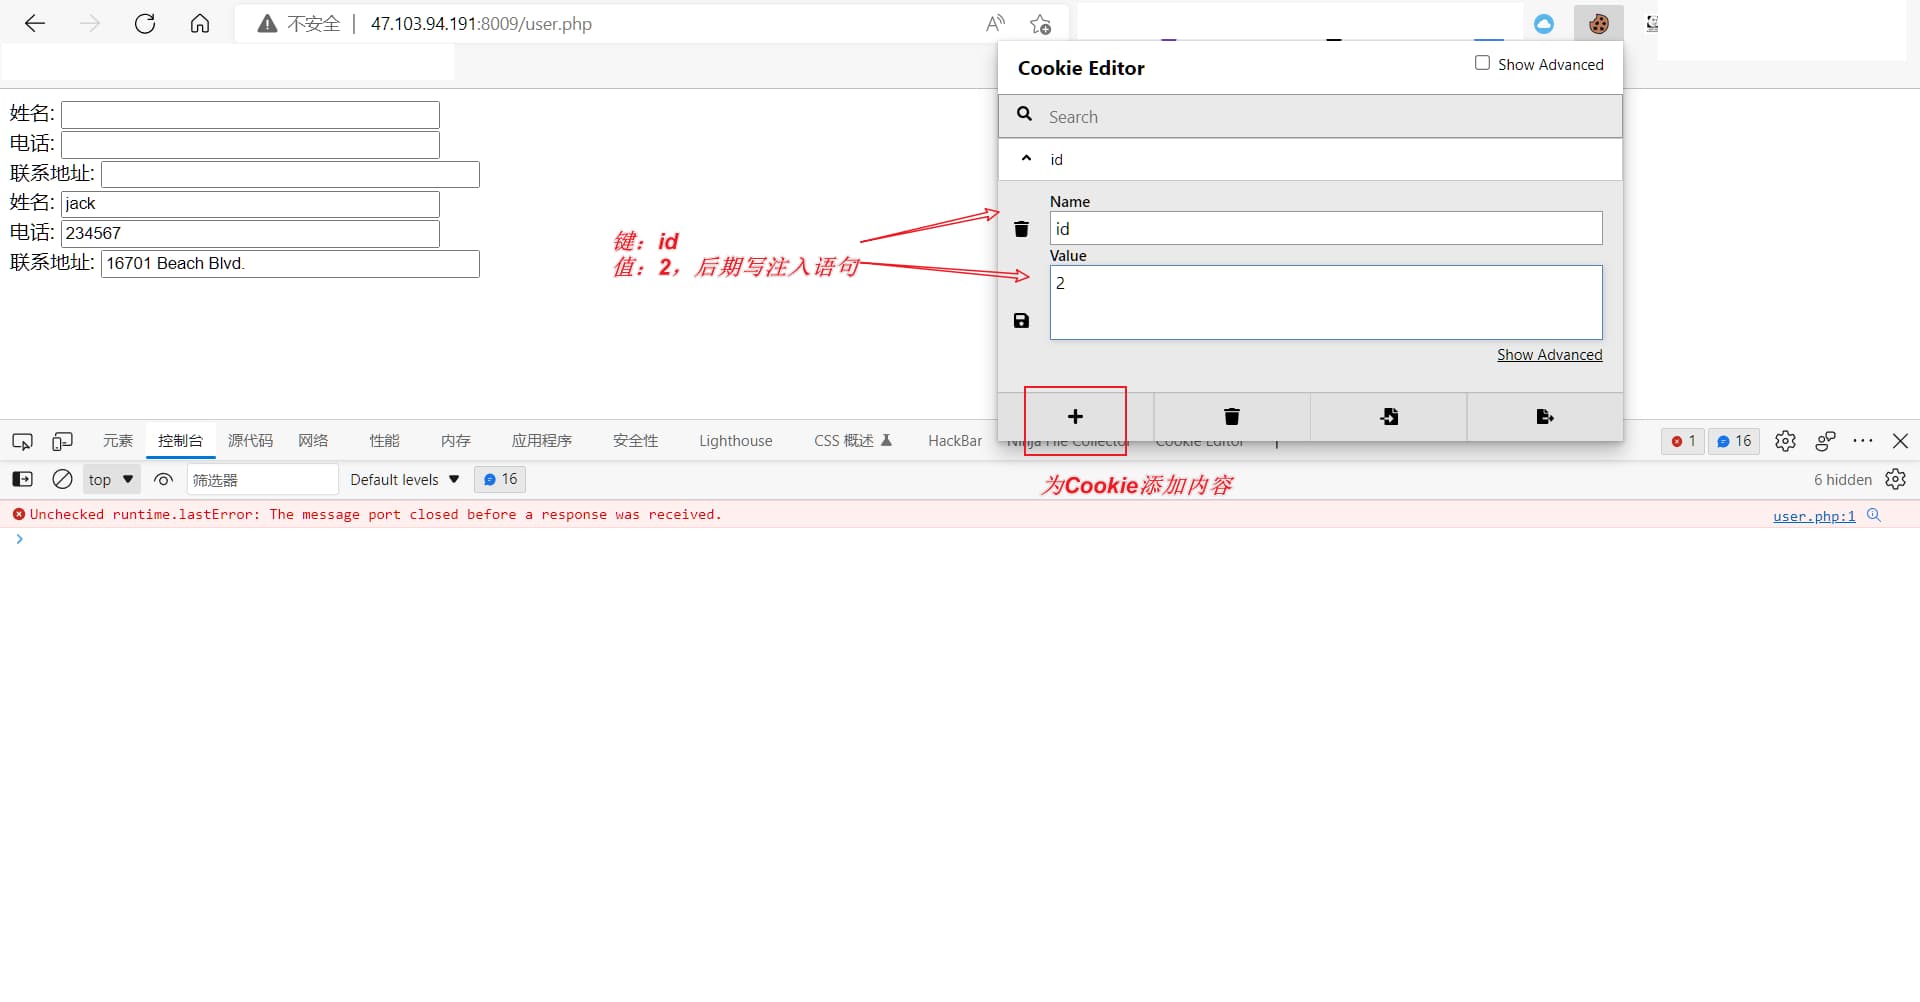 不安全 | 47.103.94.191:8009/user.php
Cookie Editor
Show Advanced
Search
id
Name
id
Value
2
Show Advanced
姓名:
电话:
联系地址:
姓名: jack
电话: 234567
联系地址: 16701 Beach Blvd.
键：id
值：2，后期写注入语句
元素 控制台 源代码 网络 性能 内存 应用程序 安全性 Lighthouse CSS 概述 HackBar Ninja File Collector Cookie Editor 1 16
top 筛选器 Default levels 16 6 hidden
为Cookie添加内容
Unchecked runtime.lastError: The message port closed before a response was received. user.php:1